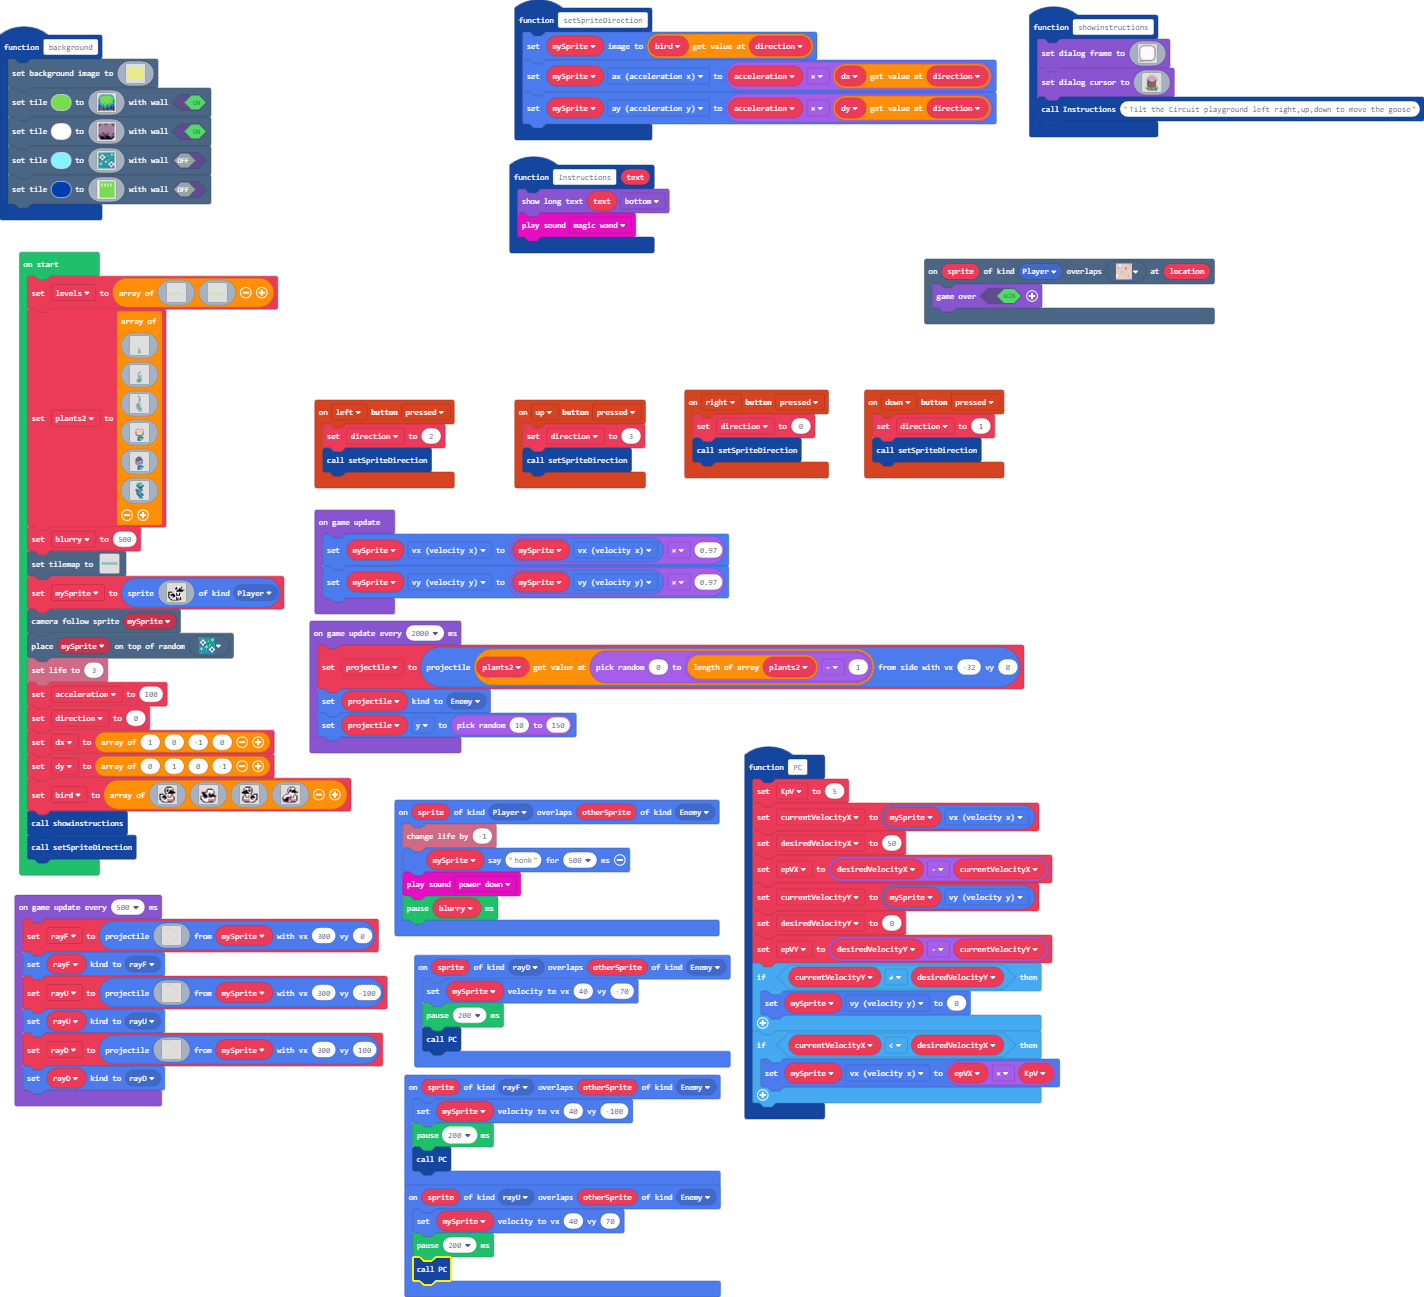 function background
set background image to
set tile to with wall ON
set tile to with wall ON
set tile to with wall OFF
set tile to with wall OFF
function setSpriteDirection
set mySprite image to bird get value at direction
set mySprite ax (acceleration x) to acceleration × dx get value at direction
set mySprite ay (acceleration y) to acceleration × dy get value at direction
function showinstructions
set dialog frame to
set dialog cursor to
call Instructions "Tilt the Circuit playground left right,up,down to move the goose"
function Instructions text
show long text text bottom
play sound magic wand
on sprite of kind Player overlaps at location
game over WIN
on start
set levels to array of
set plants2 to array of
set blurry to 500
set tilemap to
set mySprite to sprite of kind Player
camera follow sprite mySprite
place mySprite on top of random
set life to 3
set acceleration to 100
set direction to 0
set dx to array of 1 0 -1 0
set dy to array of 0 1 0 -1
set bird to array of
call showinstructions
call setSpriteDirection
on left button pressed
set direction to 2
call setSpriteDirection
on up button pressed
set direction to 3
call setSpriteDirection
on right button pressed
set direction to 0
call setSpriteDirection
on down button pressed
set direction to 1
call setSpriteDirection
on game update
set mySprite vx (velocity x) to mySprite vx (velocity x) × 0.97
set mySprite vy (velocity y) to mySprite vy (velocity y) × 0.97
on game update every 2000 ms
set projectile to projectile plants2 get value at pick random 0 to length of array plants2 - 1 from side with vx -32 vy 0
set projectile kind to Enemy
set projectile y to pick random 10 to 150
on sprite of kind Player overlaps otherSprite of kind Enemy
change life by -1
mySprite say "honk" for 500 ms
play sound power down
pause blurry ms
on game update every 500 ms
set rayF to projectile from mySprite with vx 300 vy 0
set rayF kind to rayF
set rayU to projectile from mySprite with vx 300 vy -100
set rayU kind to rayU
set rayD to projectile from mySprite with vx 300 vy 100
set rayD kind to rayD
on sprite of kind rayD overlaps otherSprite of kind Enemy
set mySprite velocity to vx 40 vy -70
pause 200 ms
call PC
on sprite of kind rayF overlaps otherSprite of kind Enemy
set mySprite velocity to vx 40 vy -100
pause 200 ms
call PC
on sprite of kind rayU overlaps otherSprite of kind Enemy
set mySprite velocity to vx 40 vy 70
pause 200 ms
call PC
function PC
set KpV to 5
set currentVelocityX to mySprite vx (velocity x)
set desiredVelocityX to 50
set epVX to desiredVelocityX - currentVelocityX
set currentVelocityY to mySprite vy (velocity y)
set desiredVelocityY to 0
set epVY to desiredVelocityY - currentVelocityY
if currentVelocityY ≠ desiredVelocityY then
set mySprite vy (velocity y) to 0
if currentVelocityX < desiredVelocityX then
set mySprite vx (velocity x) to epVX × KpV